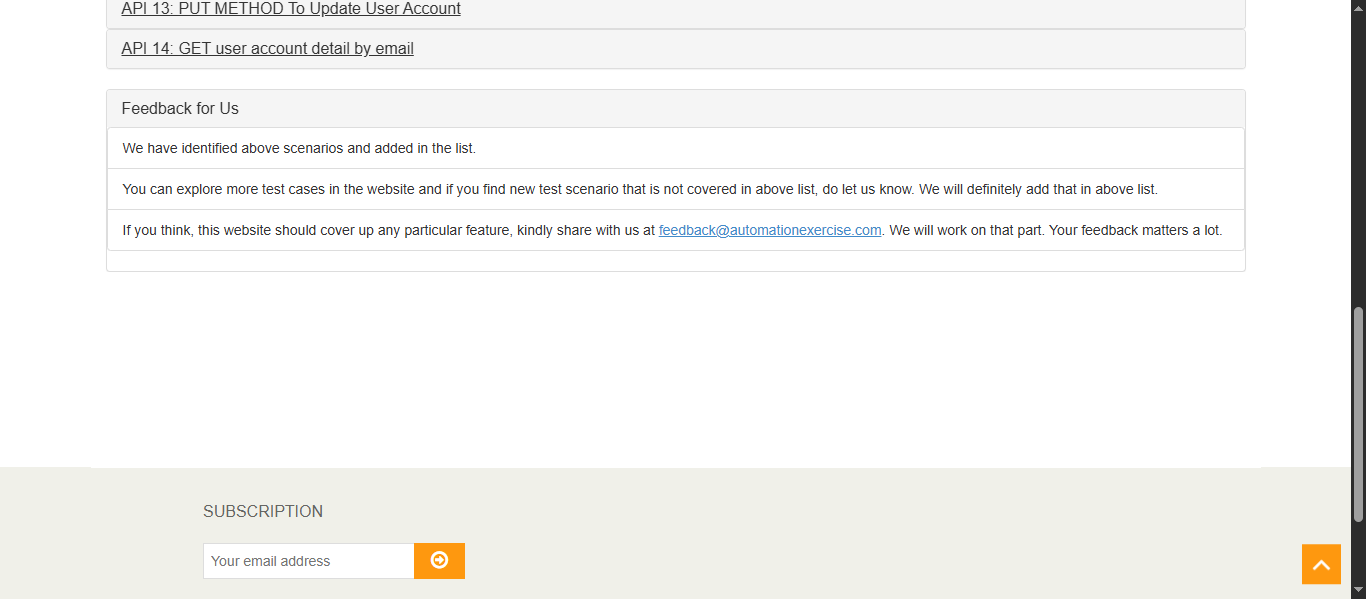 API 13: PUT METHOD To Update User Account
API 14: GET user account detail by email
Feedback for Us
We have identified above scenarios and added in the list.
You can explore more test cases in the website and if you find new test scenario that is not covered in above list, do let us know. We will definitely add that in above list.
If you think, this website should cover up any particular feature, kindly share with us at feedback@automationexercise.com. We will work on that part. Your feedback matters a lot.
SUBSCRIPTION
Your email address